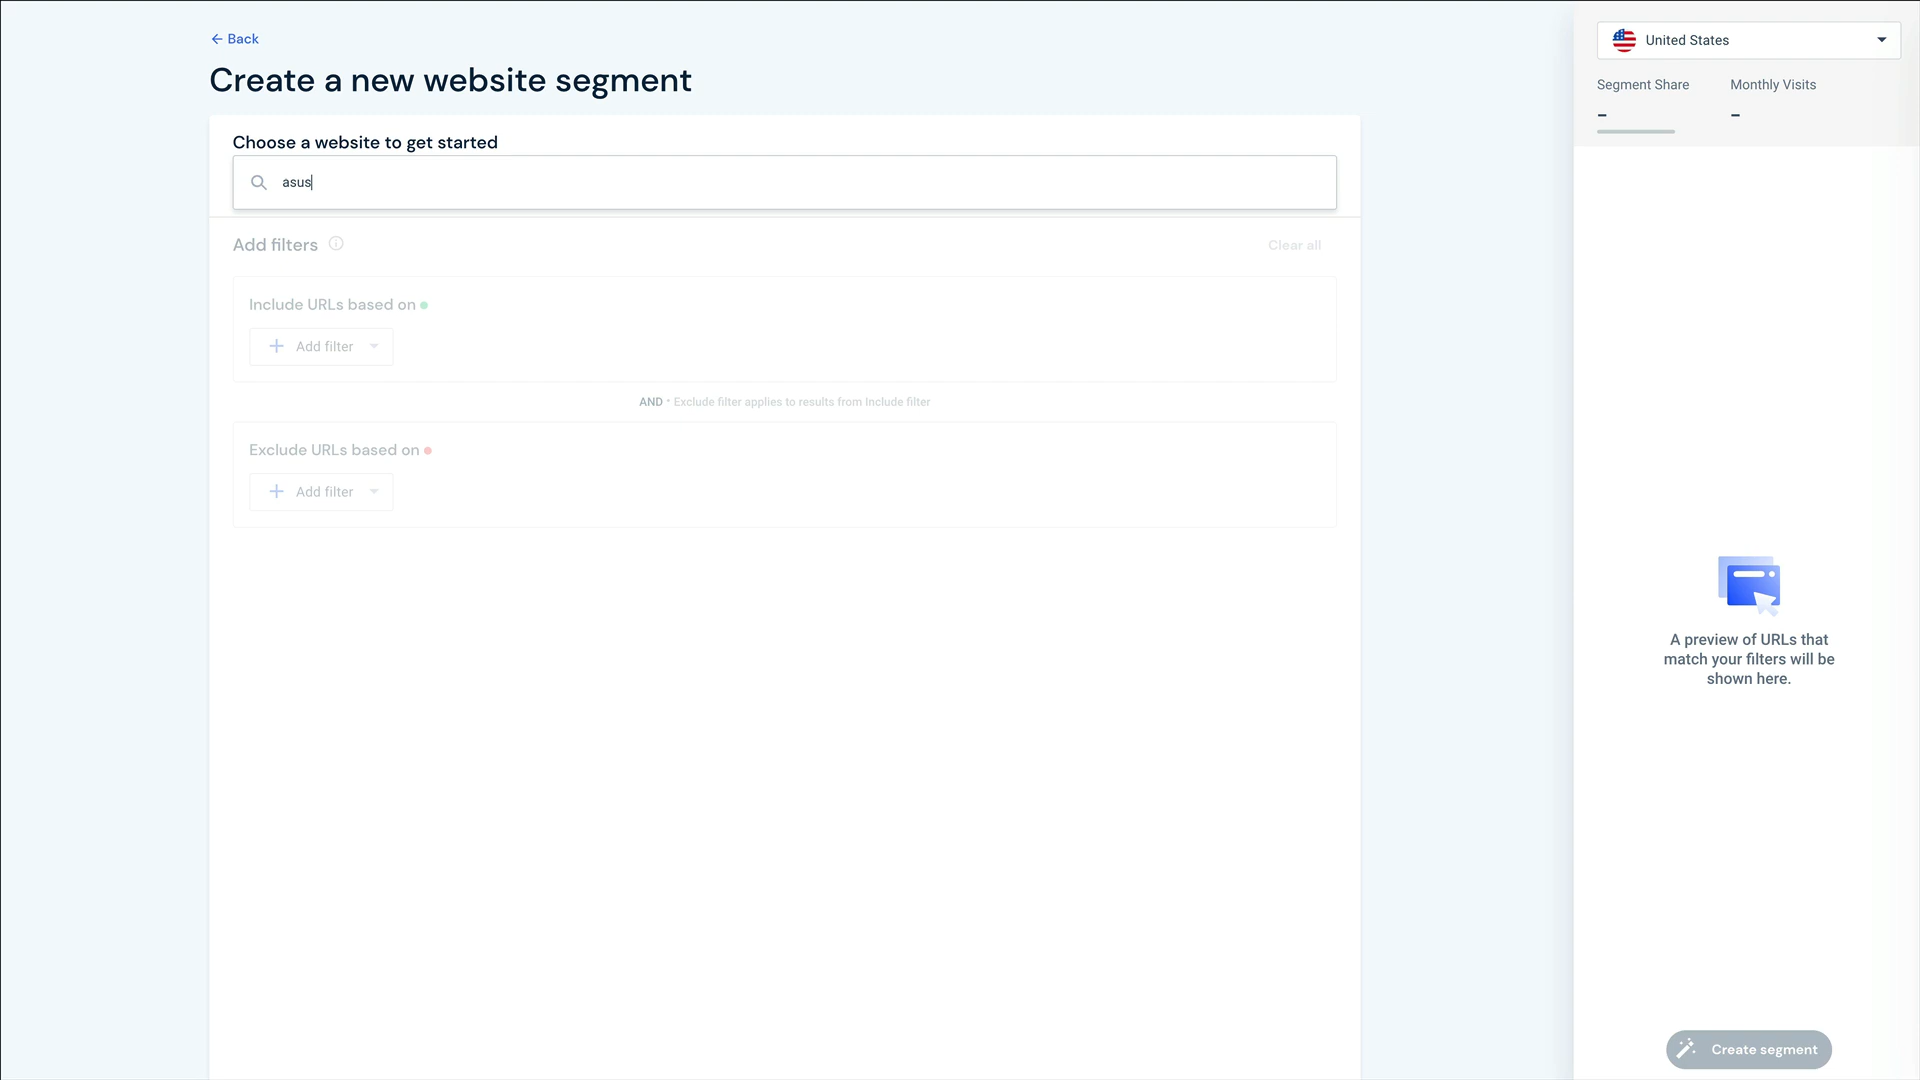 Back
Create a new website segment
Choose a website to get started
asus
Add filters
Clear all
Include URLs based on
Add filter
AND * Exclude filter applies to results from Include filter
Exclude URLs based on
Add filter
United States
Segment Share
Monthly Visits
-
-
A preview of URLs that
match your filters will be
shown here.
Create segment